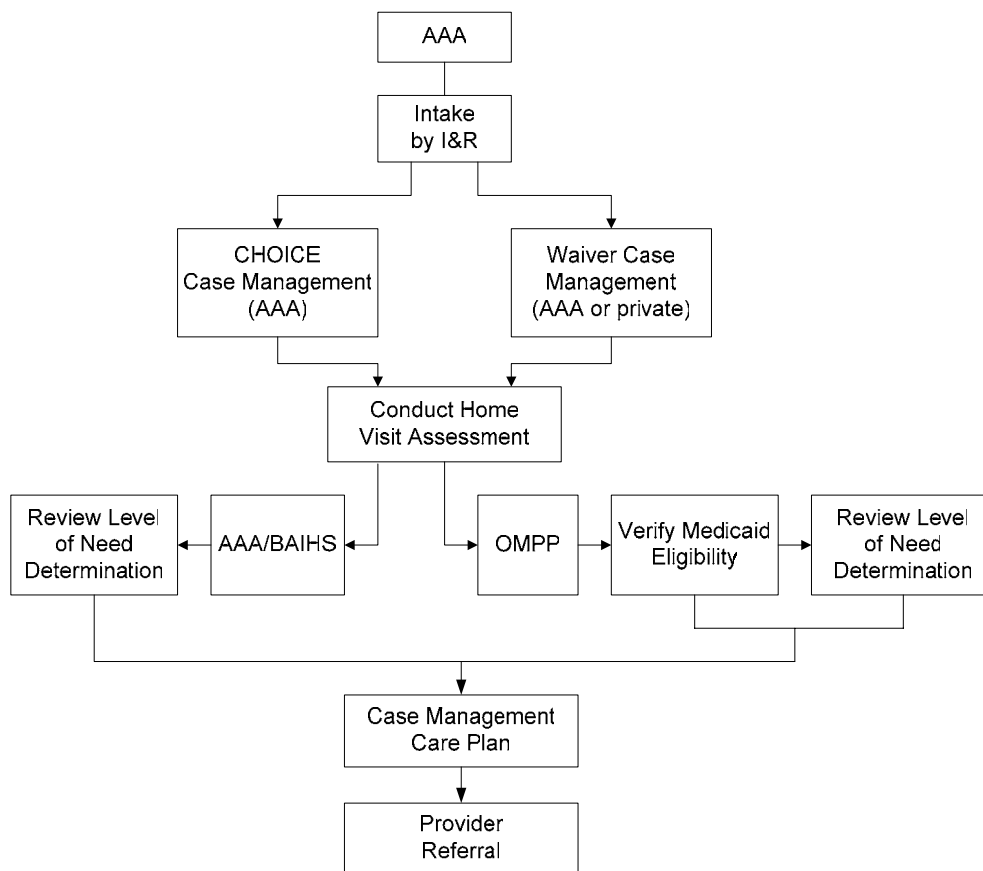 AAA
Intake
by I&R
CHOICE
Case Management
(AAA)
Waiver Case
Management
(AAA or private)
Conduct Home
Visit Assessment
Review Level
of Need
Determination
AAA/BAIHS
OMPP
Verify Medicaid
Eligibility
Review Level
of Need
Determination
Case Management
Care Plan
Provider
Referral